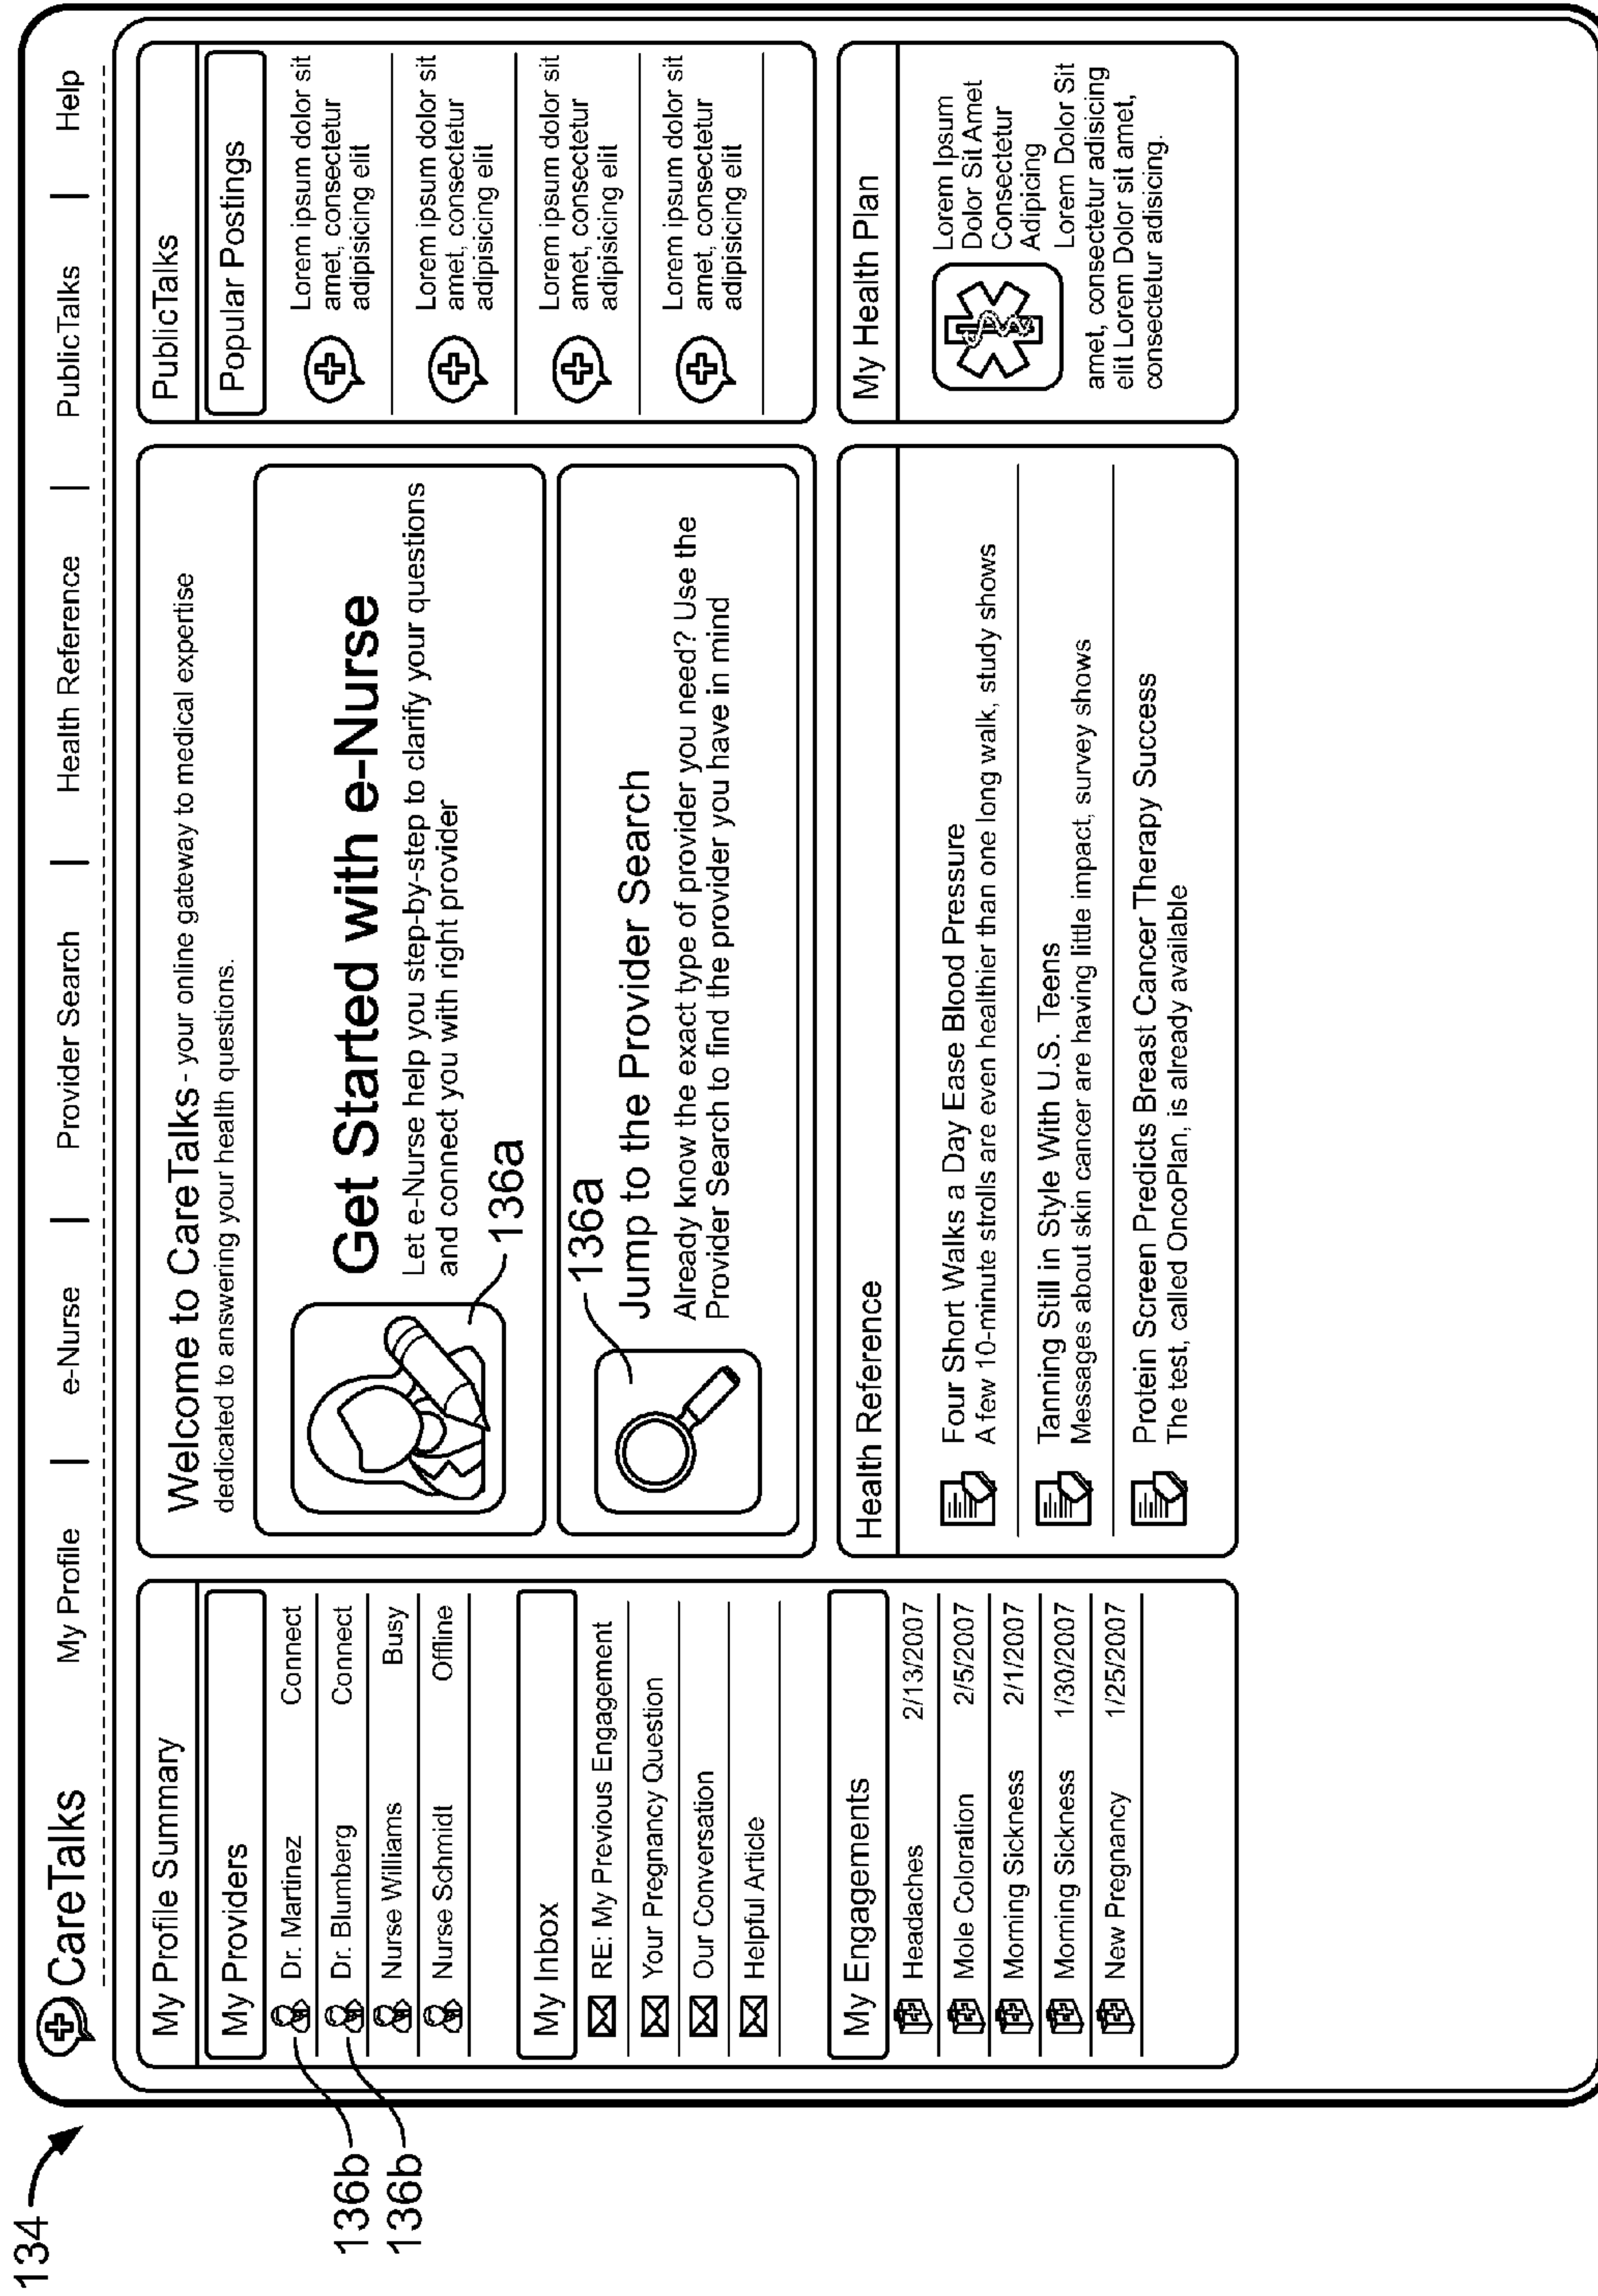 134
CareTalks
My Profile | e-Nurse | Provider Search | Health Reference | PublicTalks | Help
My Profile Summary
My Providers
Dr. Martinez Connect
Dr. Blumberg Connect
Nurse Williams Busy
Nurse Schmidt Offline
136b
136b
My Inbox
RE: My Previous Engagement
Your Pregnancy Question
Our Conversation
Helpful Article
My Engagements
Headaches 2/13/2007
Mole Coloration 2/5/2007
Morning Sickness 2/1/2007
Morning Sickness 1/30/2007
New Pregnancy 1/25/2007
Welcome to CareTalks - your online gateway to medical expertise
dedicated to answering your health questions.
Get Started with e-Nurse
Let e-Nurse help you step-by-step to clarify your questions
and connect you with right provider
136a
136a
Jump to the Provider Search
Already know the exact type of provider you need? Use the
Provider Search to find the provider you have in mind
Health Reference
Four Short Walks a Day Ease Blood Pressure
A few 10-minute strolls are even healthier than one long walk, study shows
Tanning Still in Style With U.S. Teens
Messages about skin cancer are having little impact, survey shows
Protein Screen Predicts Breast Cancer Therapy Success
The test, called OncoPlan, is already available
PublicTalks
Popular Postings
Lorem ipsum dolor sit
amet, consectetur
adipisicing elit
Lorem ipsum dolor sit
amet, consectetur
adipisicing elit
Lorem ipsum dolor sit
amet, consectetur
adipisicing elit
Lorem ipsum dolor sit
amet, consectetur
adipisicing elit
My Health Plan
Lorem Ipsum
Dolor Sit Amet
Consectetur
Adipicing
Lorem Dolor Sit
amet, consectetur adisicing
elit Lorem Dolor sit amet,
consectetur adisicing.